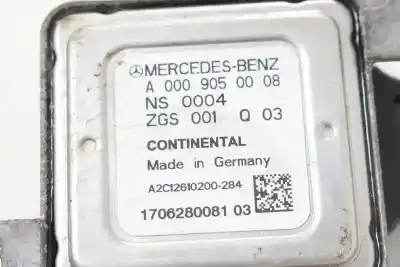 MERCEDES-BENZ
A 000 905 00 08
NS 0004
ZGS 001 Q 03
CONTINENTAL
Made in Germany
A2C12610200-284
1706280081 03